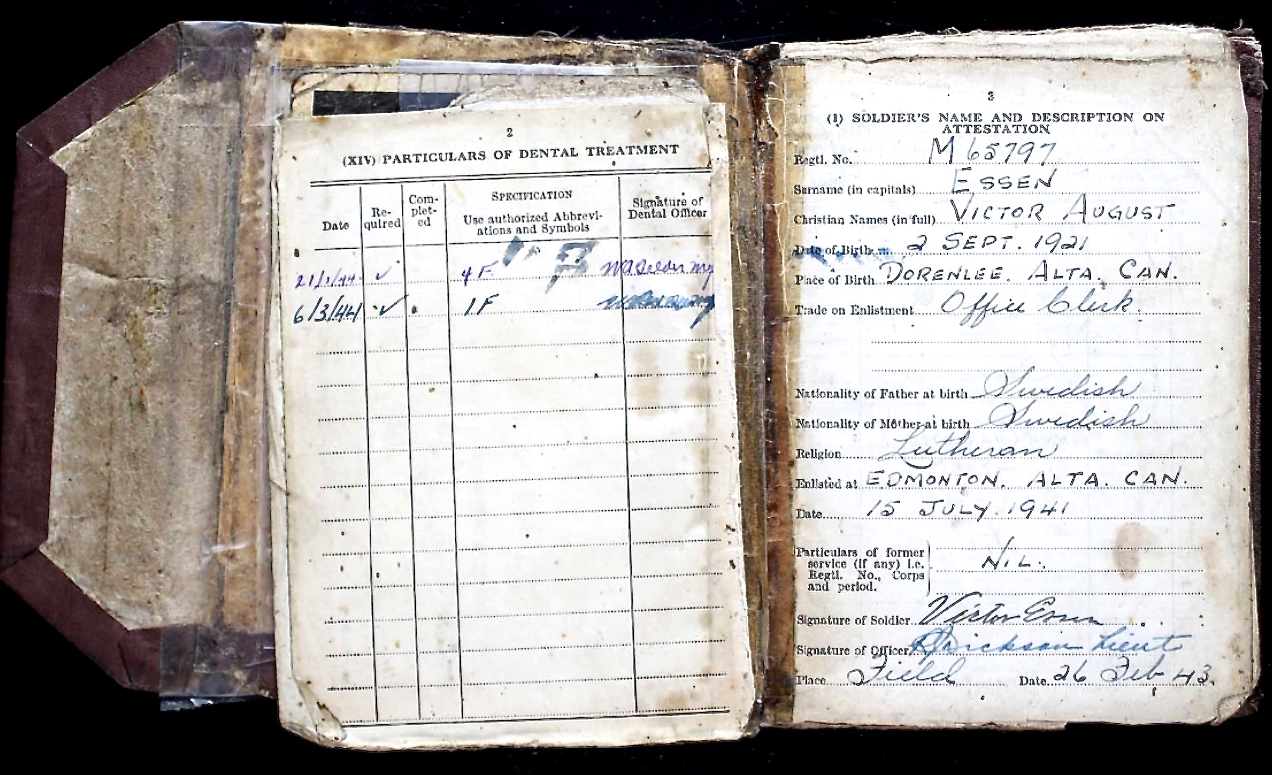 2
(XIV) PARTICULARS OF DENTAL TREATMENT
Date
Re-
quired
Com-
plet-
ed
SPECIFICATION
Use authorized Abbrevi-
ations and Symbols
Signature of
Dental Officer
21/1/44 ✓ 4 F
6/3/44 ✓ 1F
3
(I) SOLDIER'S NAME AND DESCRIPTION ON
ATTESTATION
Regtl. No. M 65797
Surname (in capitals) ESSEN
Christian Names (in full) VICTOR AUGUST
Date of Birth 2 SEPT. 1921
Place of Birth DORENLEE. ALTA. CAN.
Trade on Enlistment Office Clerk.
Nationality of Father at birth Swedish
Nationality of Mother at birth Swedish
Religion Lutheran
Enlisted at EDMONTON. ALTA. CAN.
Date 15 JULY. 1941
Particulars of former
service (if any) i.e.
Regtl. No., Corps
and period.
NIL.
Signature of Soldier Victor Essen
Signature of Officer Dickson Lieut
Place Field Date 26 Feb 43.